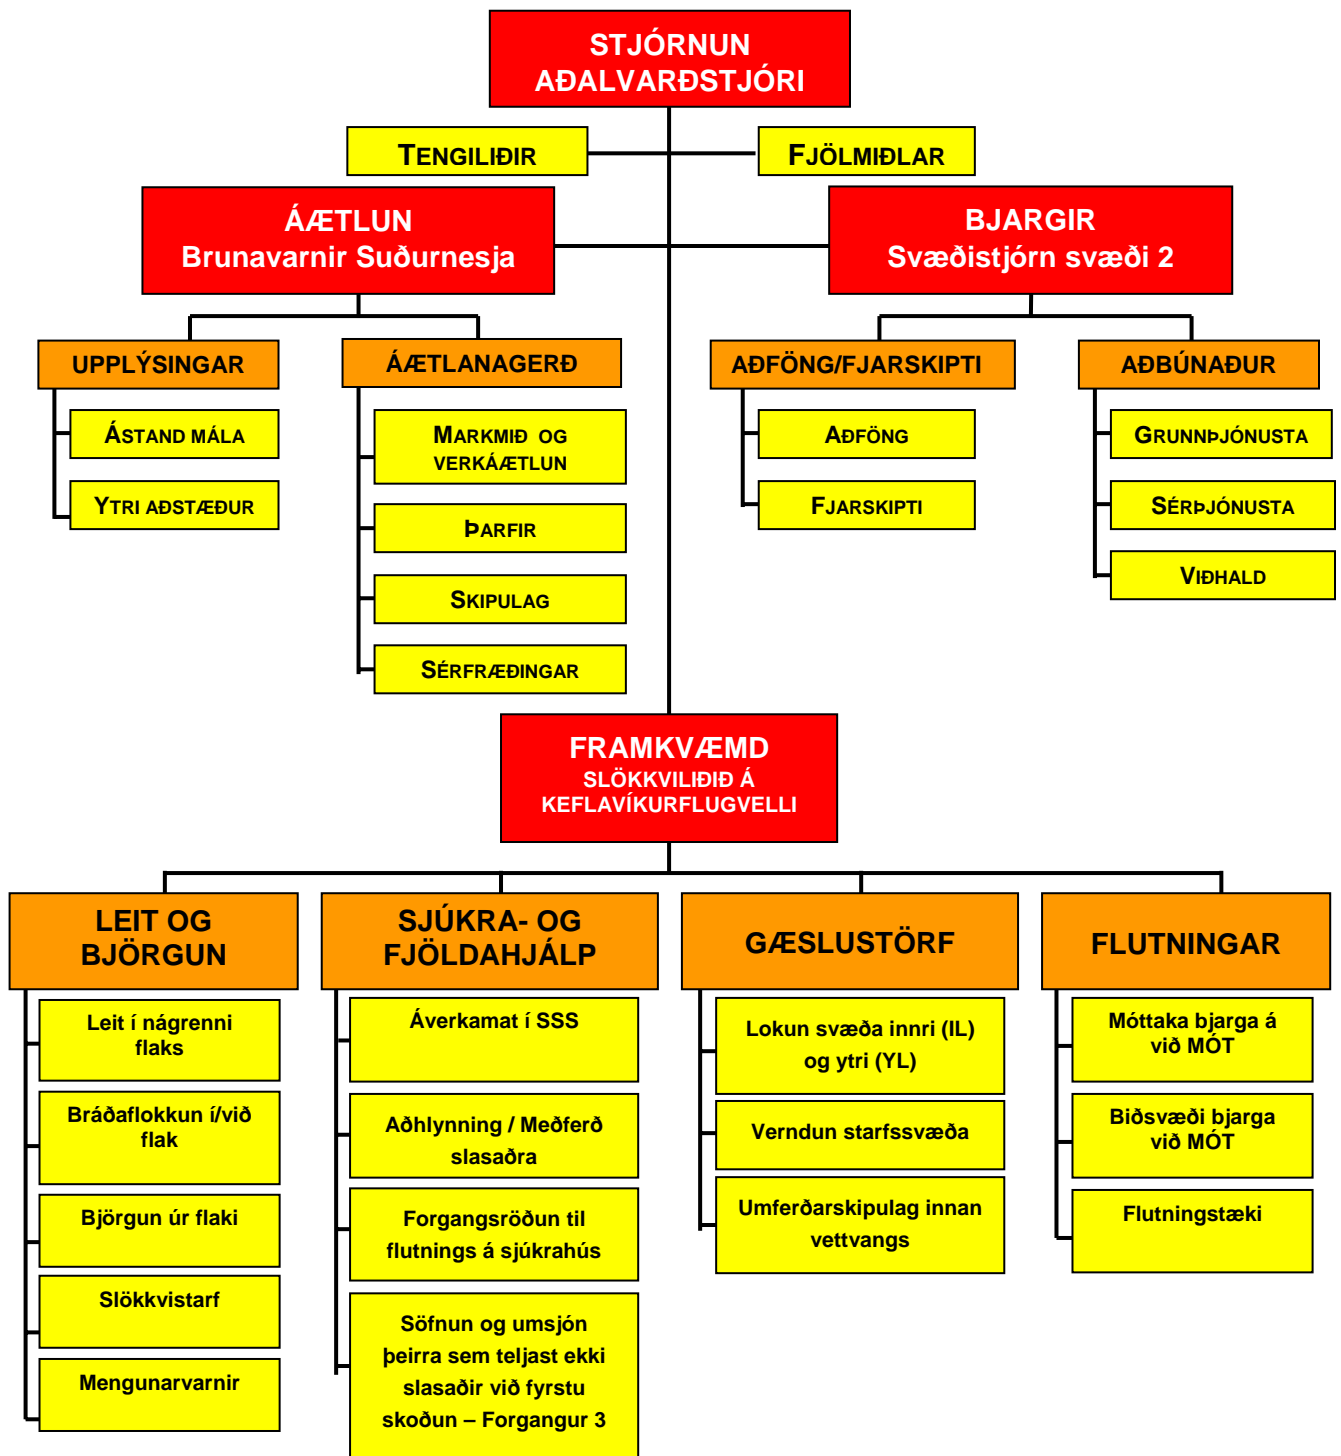 STJÓRNUN
AÐALVARÐSTJÓRI
TENGILIÐIR
FJÖLMIÐLAR
ÁÆTLUN
Brunavarnir Suðurnesja
BJARGIR
Svæðistjórn svæði 2
UPPLÝSINGAR
ÁSTAND MÁLA
YTRI AÐSTÆÐUR
ÁÆTLANAGERÐ
MARKMIÐ OG
VERKÁÆTLUN
ÞARFIR
SKIPULAG
SÉRFRÆÐINGAR
AÐFÖNG/FJARSKIPTI
AÐFÖNG
FJARSKIPTI
AÐBÚNAÐUR
GRUNNÞJÓNUSTA
SÉRÞJÓNUSTA
VIÐHALD
FRAMKVÆMD
SLÖKKVILIÐIÐ Á
KEFLAVÍKURFLUGVELLI
LEIT OG
BJÖRGUN
Leit í nágrenni
flaks
Bráðaflokkun í/við
flak
Björgun úr flaki
Slökkvistarf
Mengunarvarnir
SJÚKRA- OG
FJÖLDAHJÁLP
Áverkamat í SSS
Aðhlynning / Meðferð
slasaðra
Forgangsröðun til
flutnings á sjúkrahús
Söfnun og umsjón
þeirra sem teljast ekki
slasaðir við fyrstu
skoðun – Forgangur 3
GÆSLUSTÖRF
Lokun svæða innri (IL)
og ytri (YL)
Verndun starfssvæða
Umferðarskipulag innan
vettvangs
FLUTNINGAR
Móttaka bjarga á
við MÓT
Biðsvæði bjarga
við MÓT
Flutningstæki